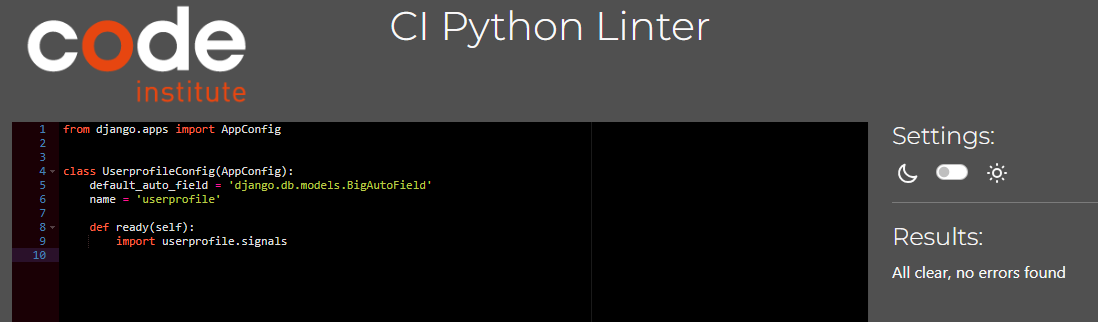 code
institute
CI Python Linter
1 from django.apps import AppConfig
2
3
4 class UserprofileConfig(AppConfig):
5     default_auto_field = 'django.db.models.BigAutoField'
6     name = 'userprofile'
7
8     def ready(self):
9         import userprofile.signals
10
Settings:
Results:
All clear, no errors found